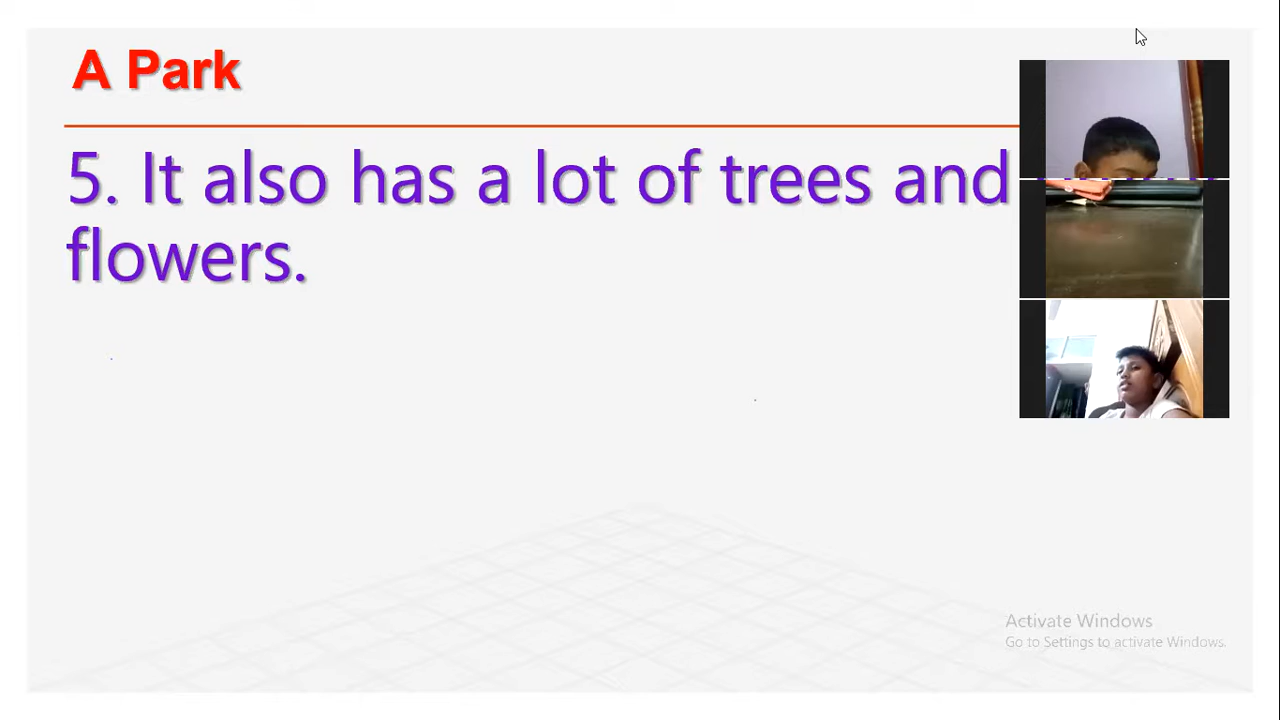 A Park
5. It also has a lot of trees and
flowers.
Activate Windows
Go to Settings to activate Windows.